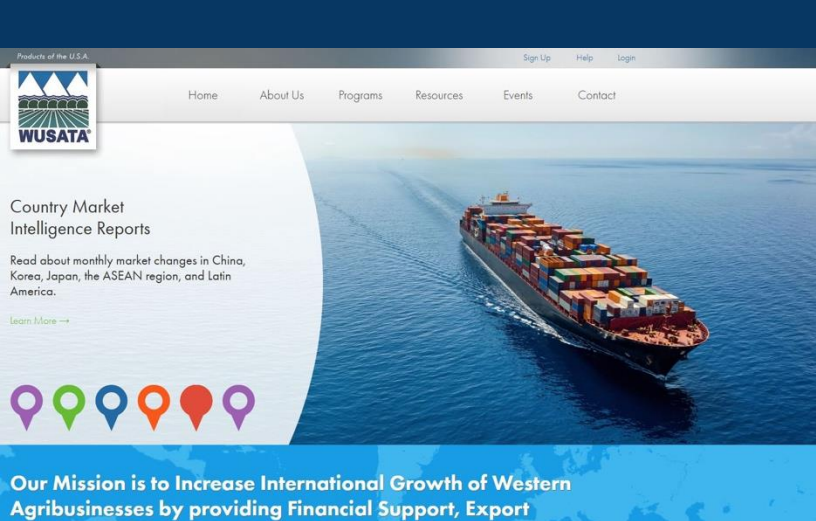 Products of the U.S.A.
Sign Up Help Login
WUSATA®
Home About Us Programs Resources Events Contact
Country Market
Intelligence Reports
Read about monthly market changes in China,
Korea, Japan, the ASEAN region, and Latin
America.
Learn More →
Our Mission is to Increase International Growth of Western
Agribusinesses by providing Financial Support, Export